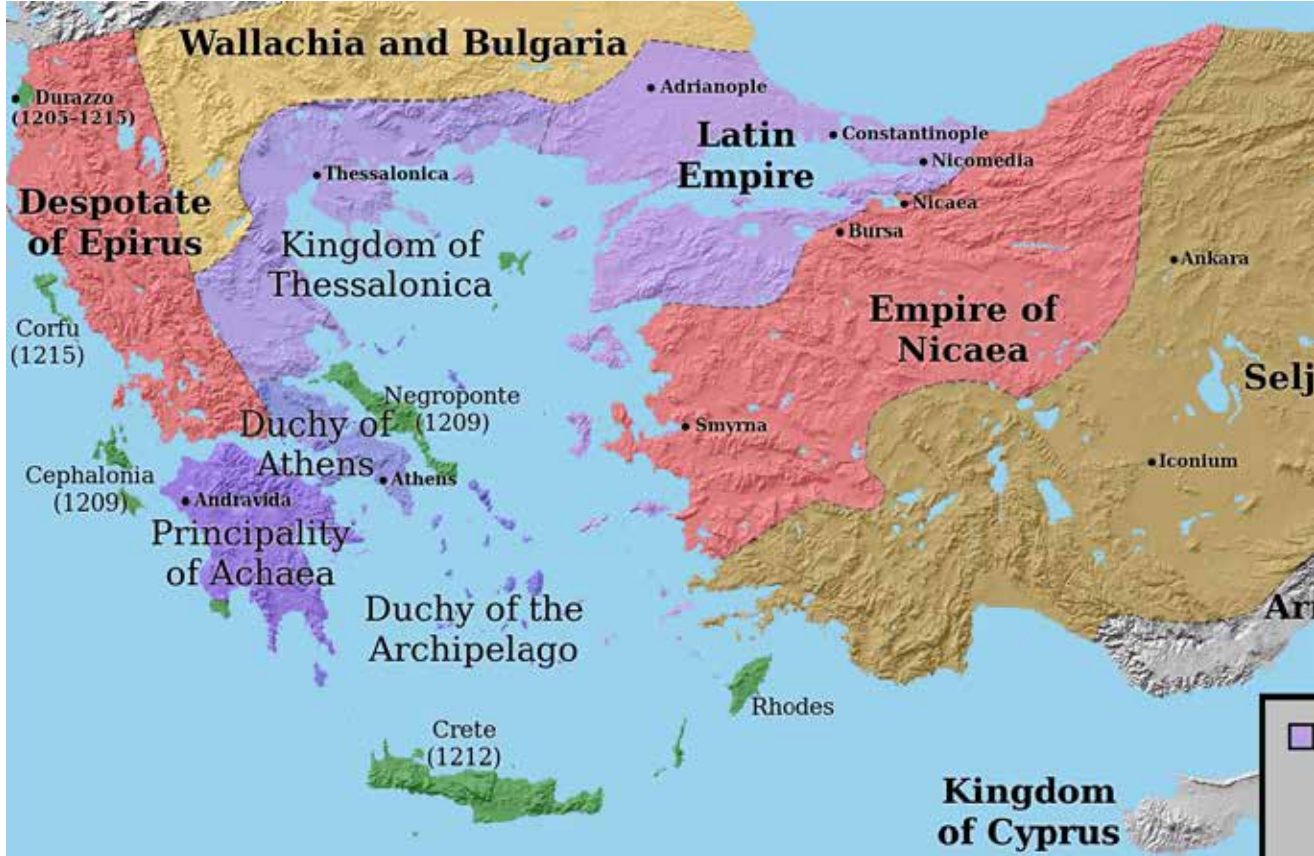 Wallachia and Bulgaria
Durazzo
(1205–1215)
Adrianople
Latin
Empire
Constantinople
Nicomedia
Thessalonica
Nicaea
Despotate
of Epirus
Bursa
Kingdom of
Thessalonica
Ankara
Empire of
Nicaea
Corfu
(1215)
Selj
Negroponte
(1209)
Duchy of
Athens
Smyrna
Iconium
Cephalonia
(1209)
Athens
Andravida
Principality
of Achaea
Duchy of the
Archipelago
Rhodes
Crete
(1212)
Kingdom
of Cyprus